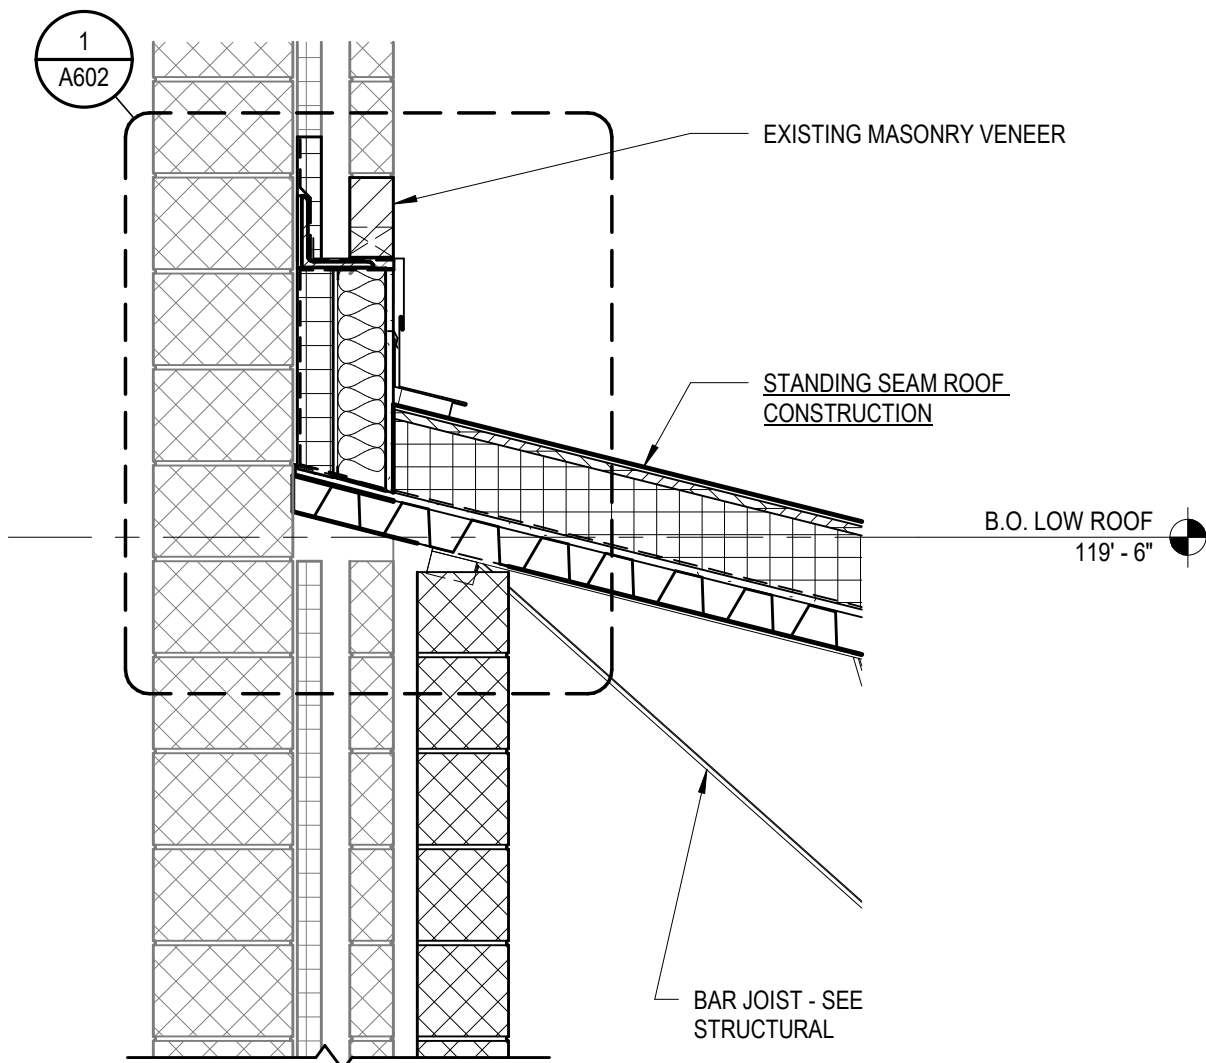 1
A602
EXISTING MASONRY VENEER
STANDING SEAM ROOF
CONSTRUCTION
B.O. LOW ROOF
119' - 6"
BAR JOIST - SEE
STRUCTURAL